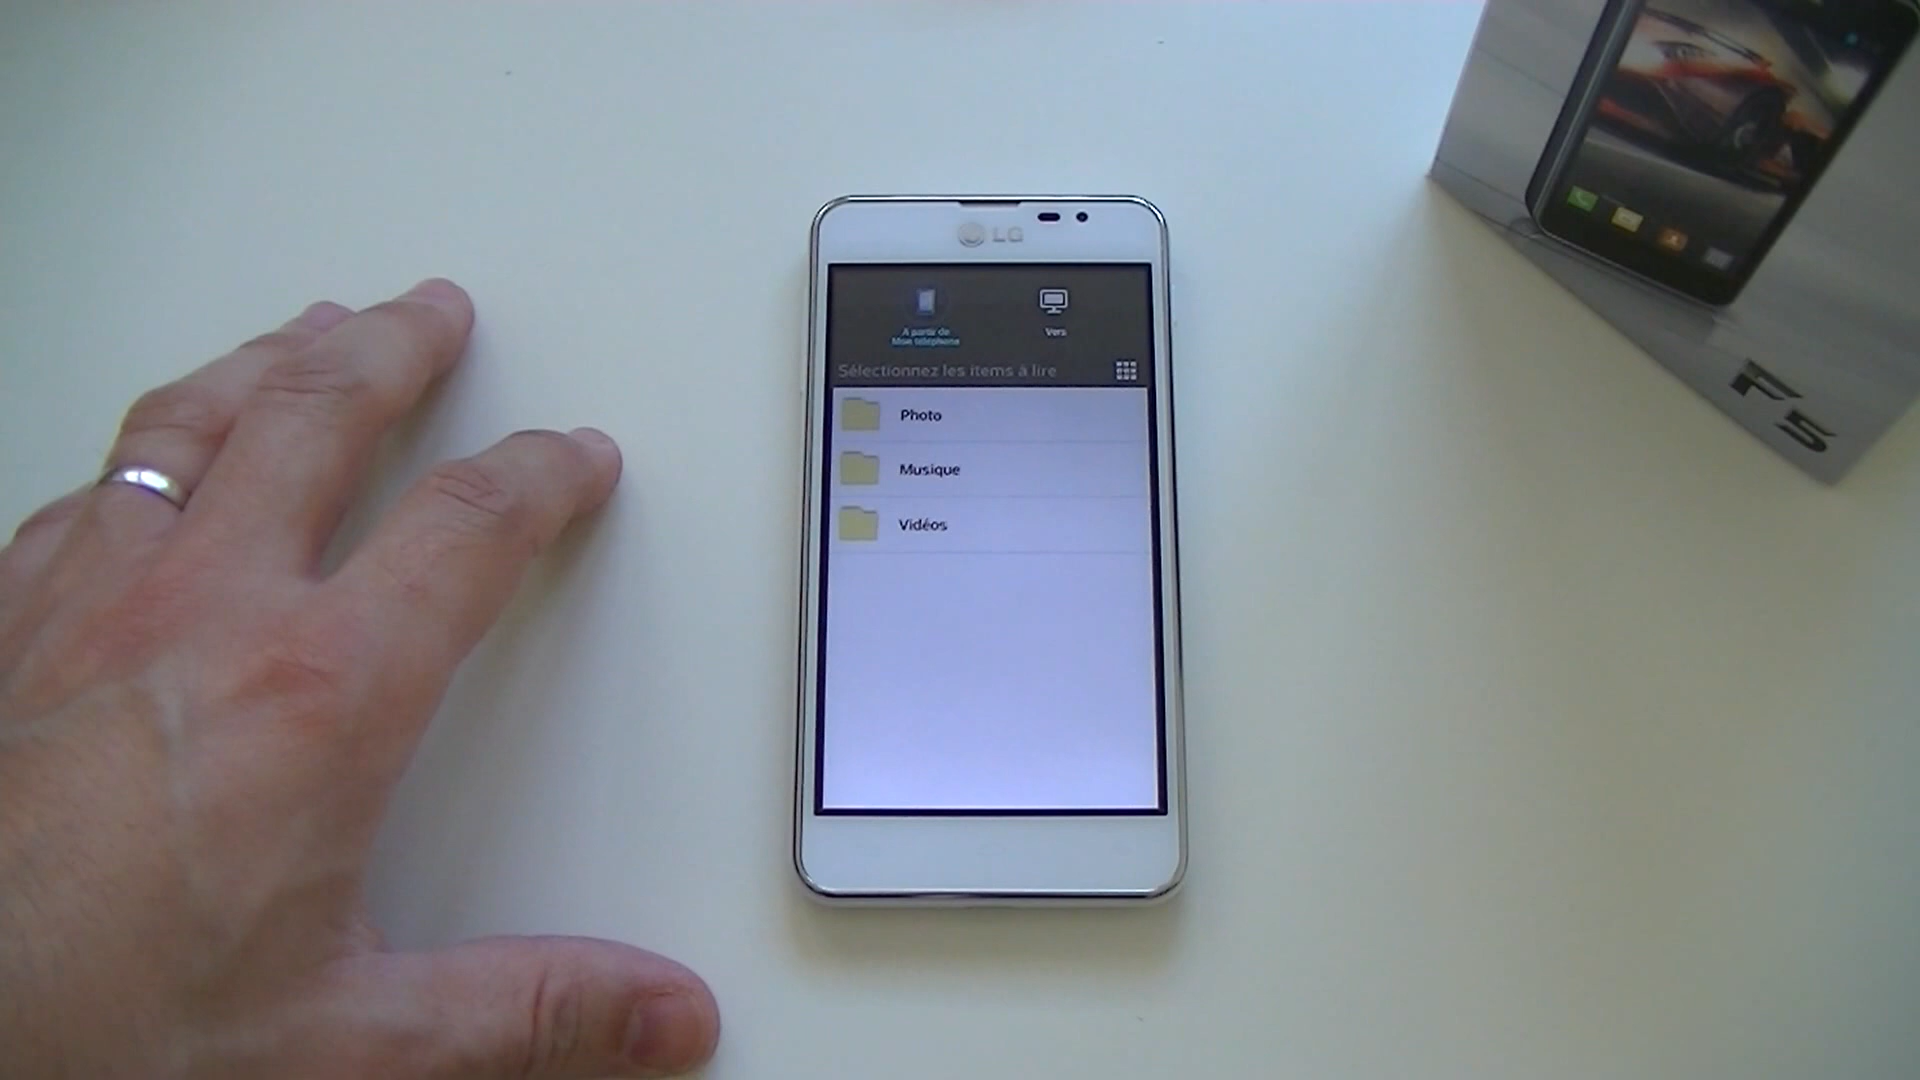 LG
A partir de
Mon téléphone
Vers
Sélectionnez les items à lire
Photo
Musique
Vidéos
F5